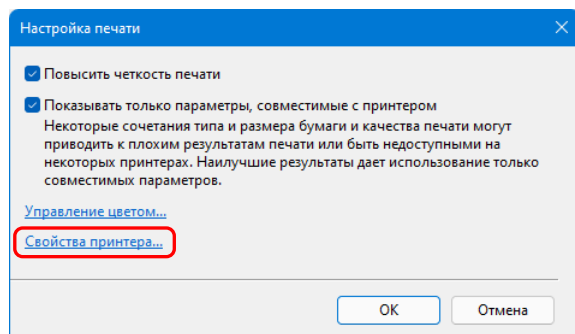 Настройка печати
Повысить четкость печати
Показывать только параметры, совместимые с принтером
Некоторые сочетания типа и размера бумаги и качества печати могут
приводить к плохим результатам печати или быть недоступными на
некоторых принтерах. Наилучшие результаты дает использование только
совместимых параметров.
Управление цветом...
Свойства принтера...
ОК
Отмена